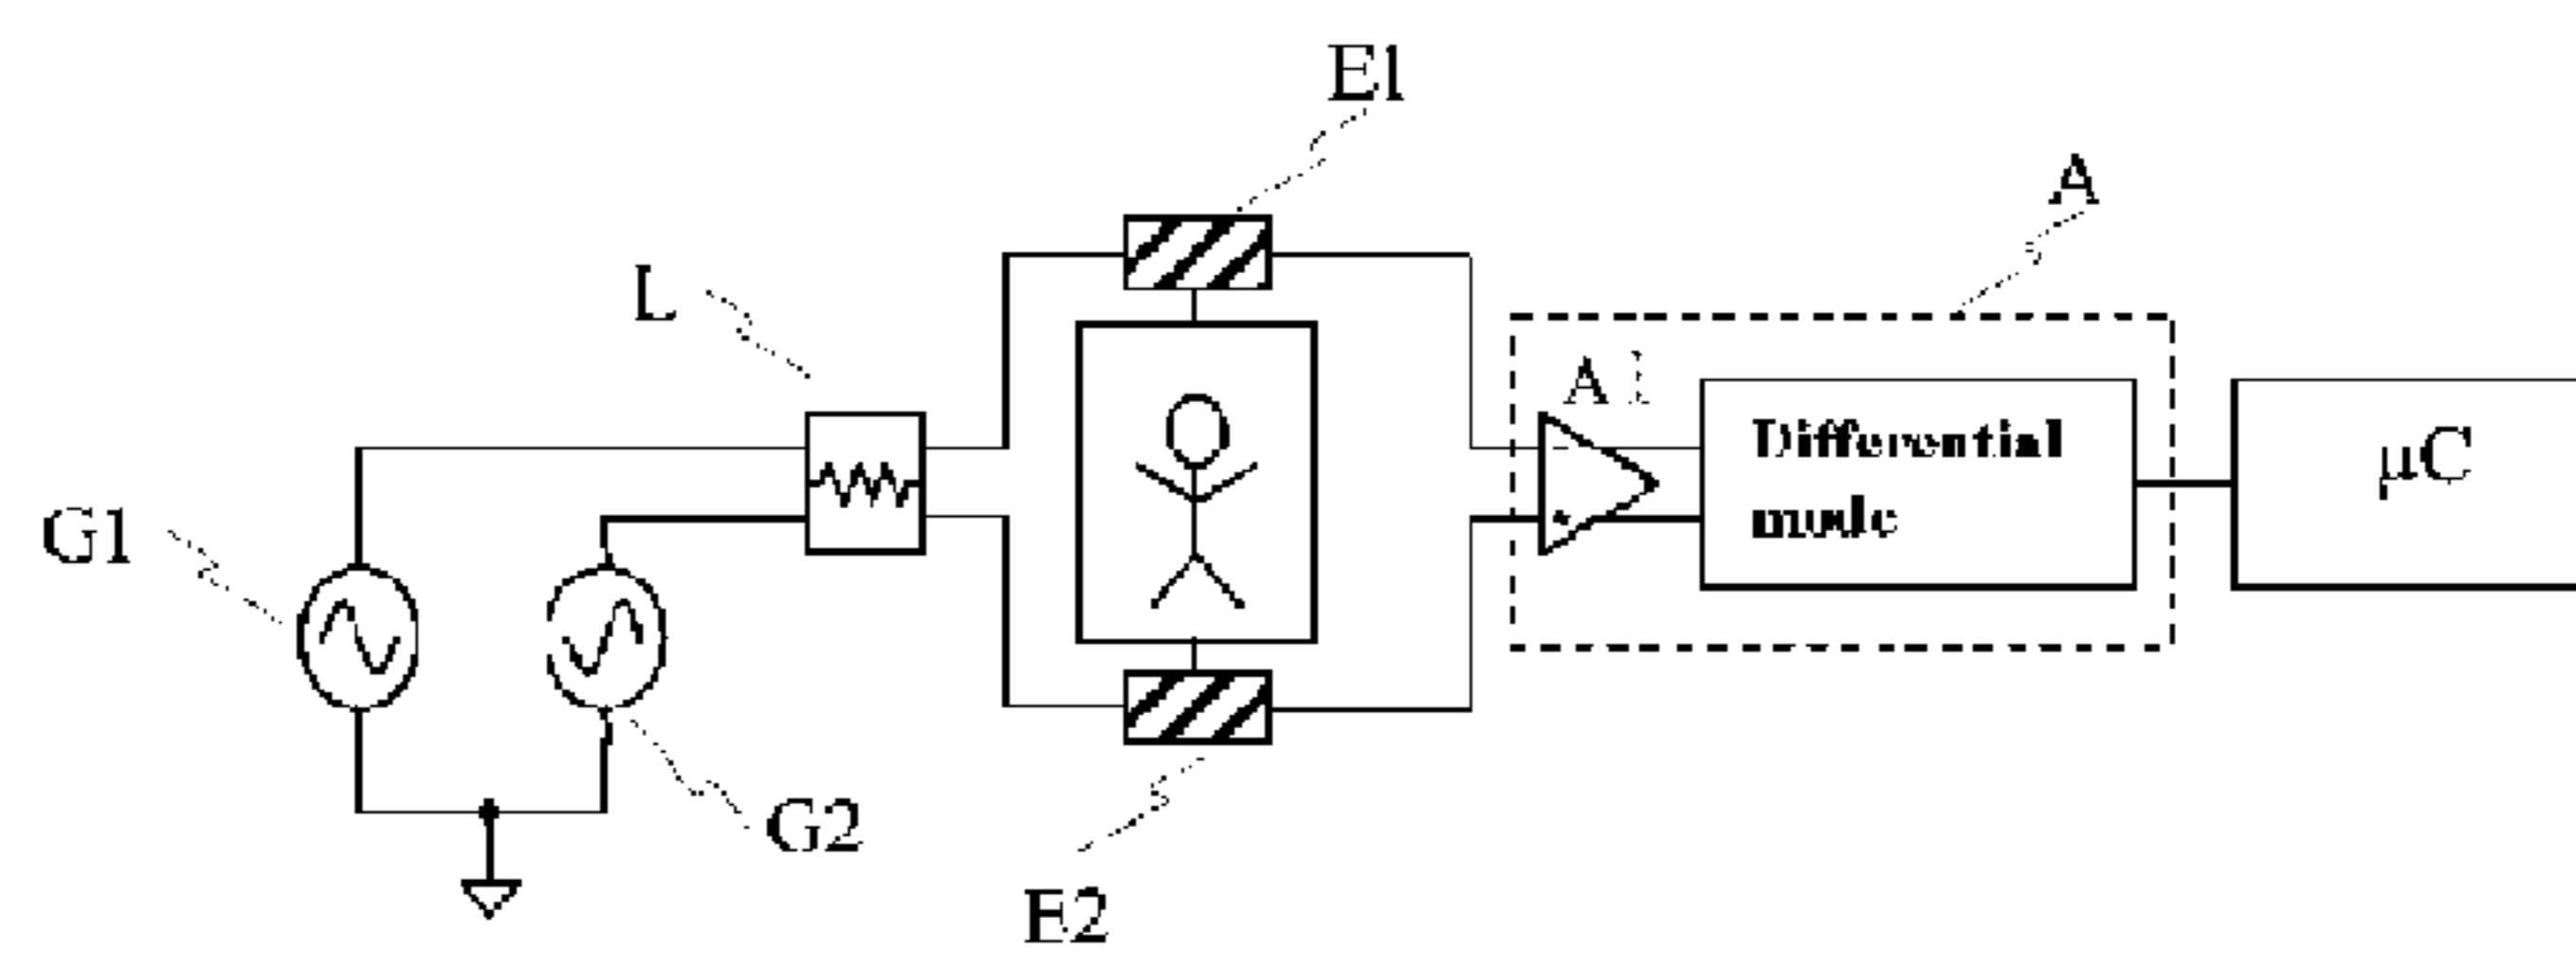 E1
A
L
A1
Differential
mode
µC
G1
G2
E2